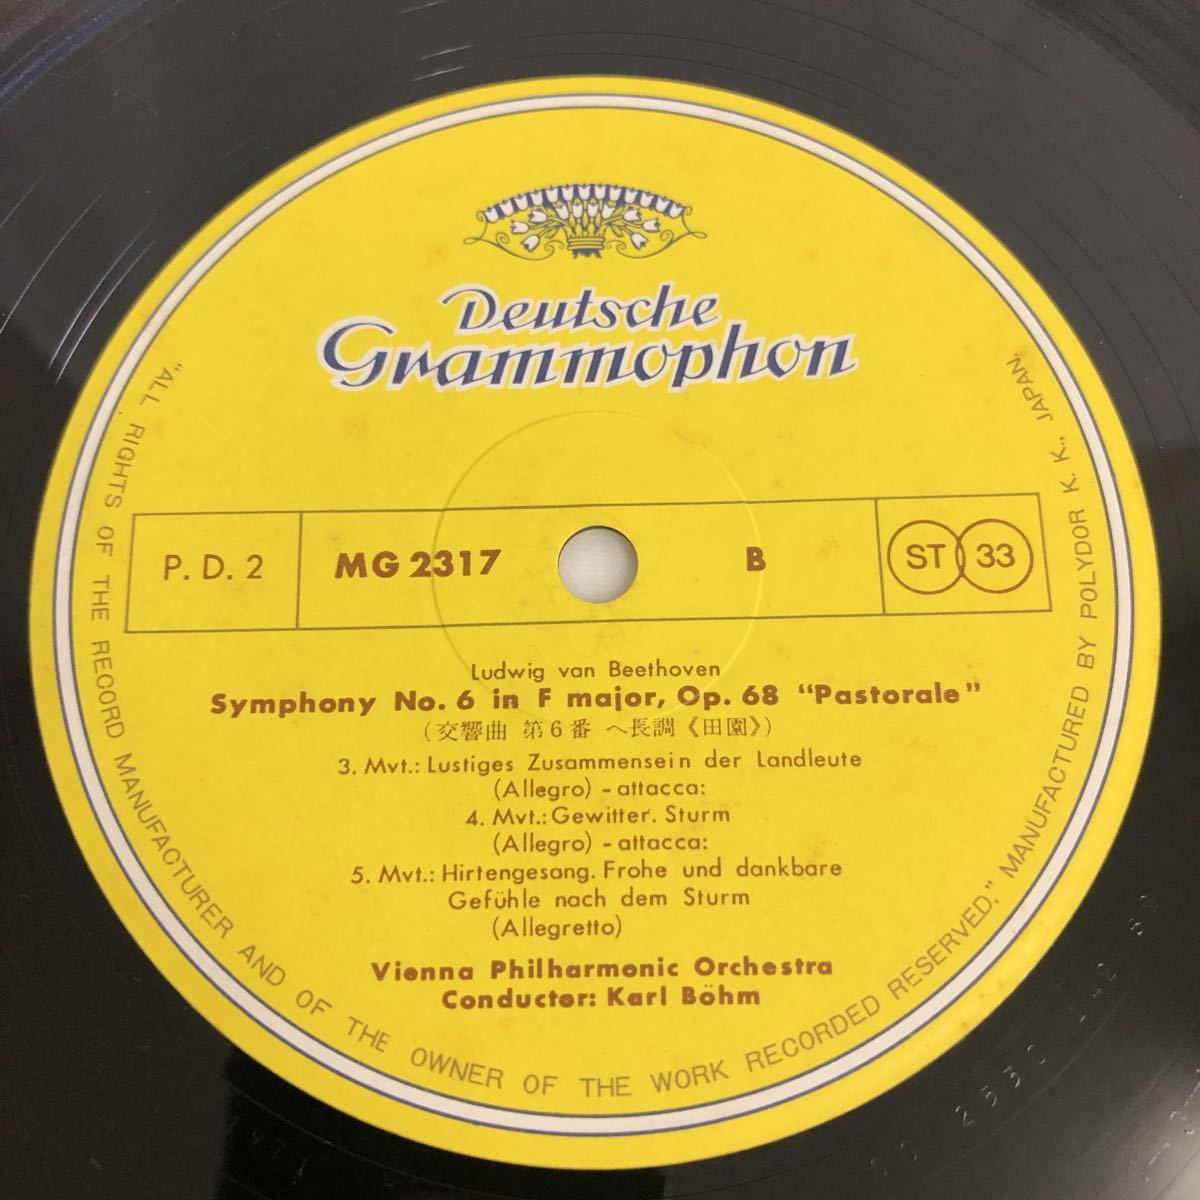 Deutsche
Grammophon
P. D. 2
MG 2317
B
ST 33
Ludwig van Beethoven
Symphony No. 6 in F major, Op. 68 "Pastorale"
(交響曲 第6番 ヘ長調《田園》)
3. Mvt.: Lustiges Zusammensein der Landleute
(Allegro) - attacca:
4. Mvt.: Gewitter. Sturm
(Allegro) - attacca:
5. Mvt.: Hirtengesang. Frohe und dankbare
Gefühle nach dem Sturm
(Allegretto)
Vienna Philharmonic Orchestra
Conductor: Karl Böhm
"ALL RIGHTS OF THE RECORD MANUFACTURER AND OF THE OWNER OF THE WORK RECORDED RESERVED." MANUFACTURED BY POLYDOR K. K., JAPAN.